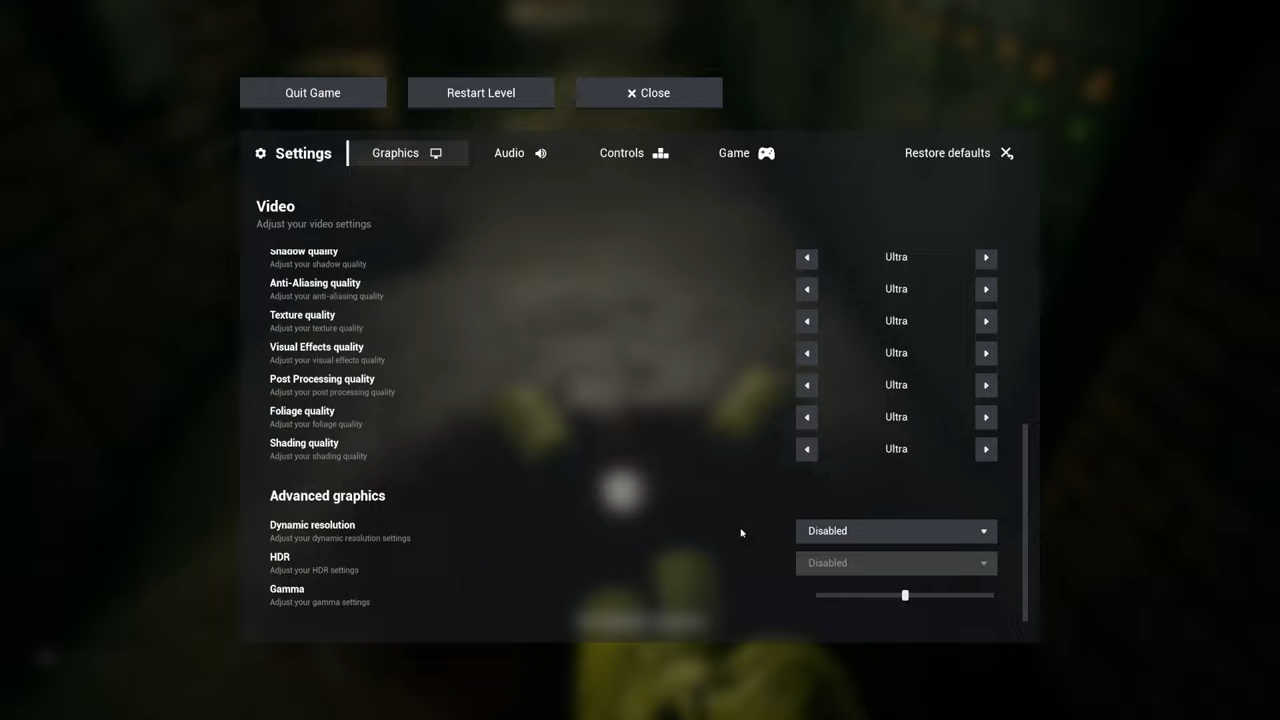 Quit Game
Restart Level
Close
Settings
Graphics
Audio
Controls
Game
Restore defaults
Video
Adjust your video settings
Shadow quality
Ultra
Adjust your shadow quality
Anti-Aliasing quality
Ultra
Adjust your anti-aliasing quality
Texture quality
Ultra
Adjust your texture quality
Visual Effects quality
Ultra
Adjust your visual effects quality
Post Processing quality
Ultra
Adjust your post processing quality
Foliage quality
Ultra
Adjust your foliage quality
Shading quality
Ultra
Adjust your shading quality
Advanced graphics
Dynamic resolution
Disabled
Adjust your dynamic resolution settings
HDR
Disabled
Adjust your HDR settings
Gamma
Adjust your gamma settings